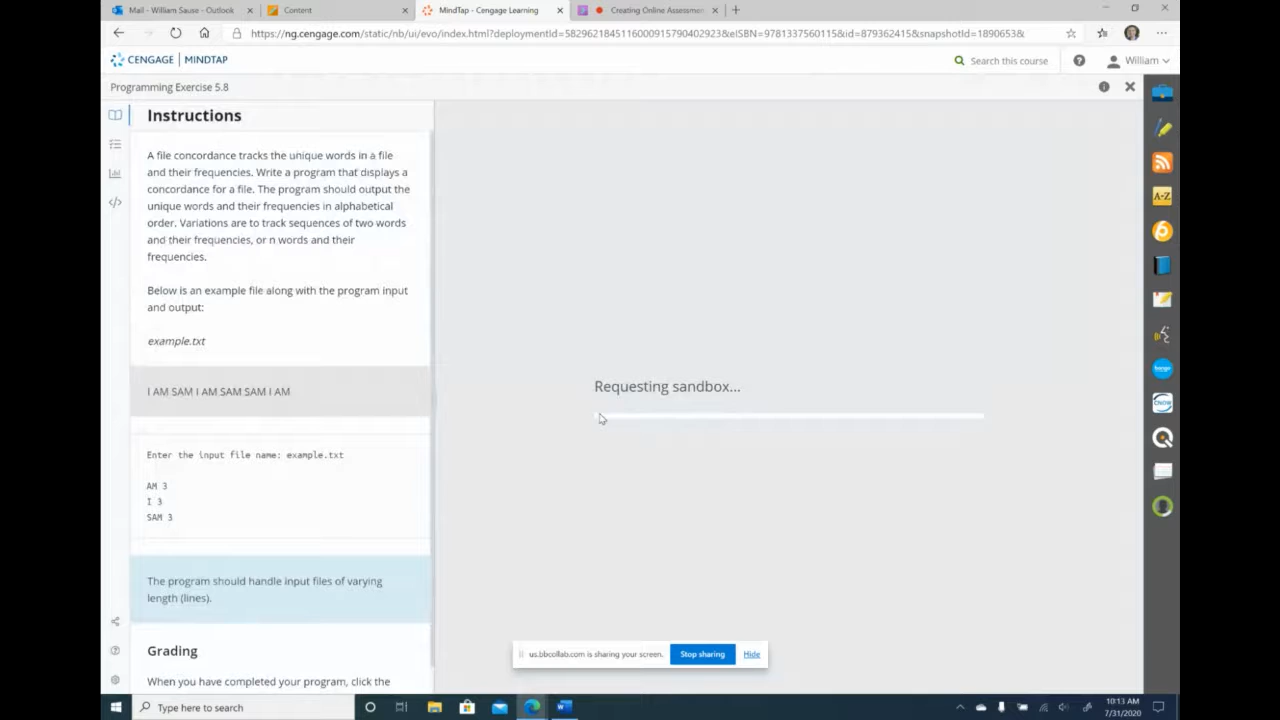 Mail - William Sause - Outlook
Content
MindTap - Cengage Learning
Creating Online Assessm
https://ng.cengage.com/static/nb/ui/evo/index.html?deploymentId=5829621845116000915790402923&eISBN=9781337560115&id=879362415&snapshotId=1890653&
CENGAGE | MINDTAP
Search this course
William
Programming Exercise 5.8
Instructions
A file concordance tracks the unique words in a file
and their frequencies. Write a program that displays a
concordance for a file. The program should output the
unique words and their frequencies in alphabetical
order. Variations are to track sequences of two words
and their frequencies, or n words and their
frequencies.
Below is an example file along with the program input
and output:
example.txt
I AM SAM I AM SAM SAM I AM
Enter the input file name: example.txt
AM 3
I 3
SAM 3
The program should handle input files of varying
length (lines).
Grading
When you have completed your program, click the
Requesting sandbox...
A-Z
bongo
CNOW
us.bbcollab.com is sharing your screen.
Stop sharing
Hide
Type here to search
10:13 AM
7/31/2020